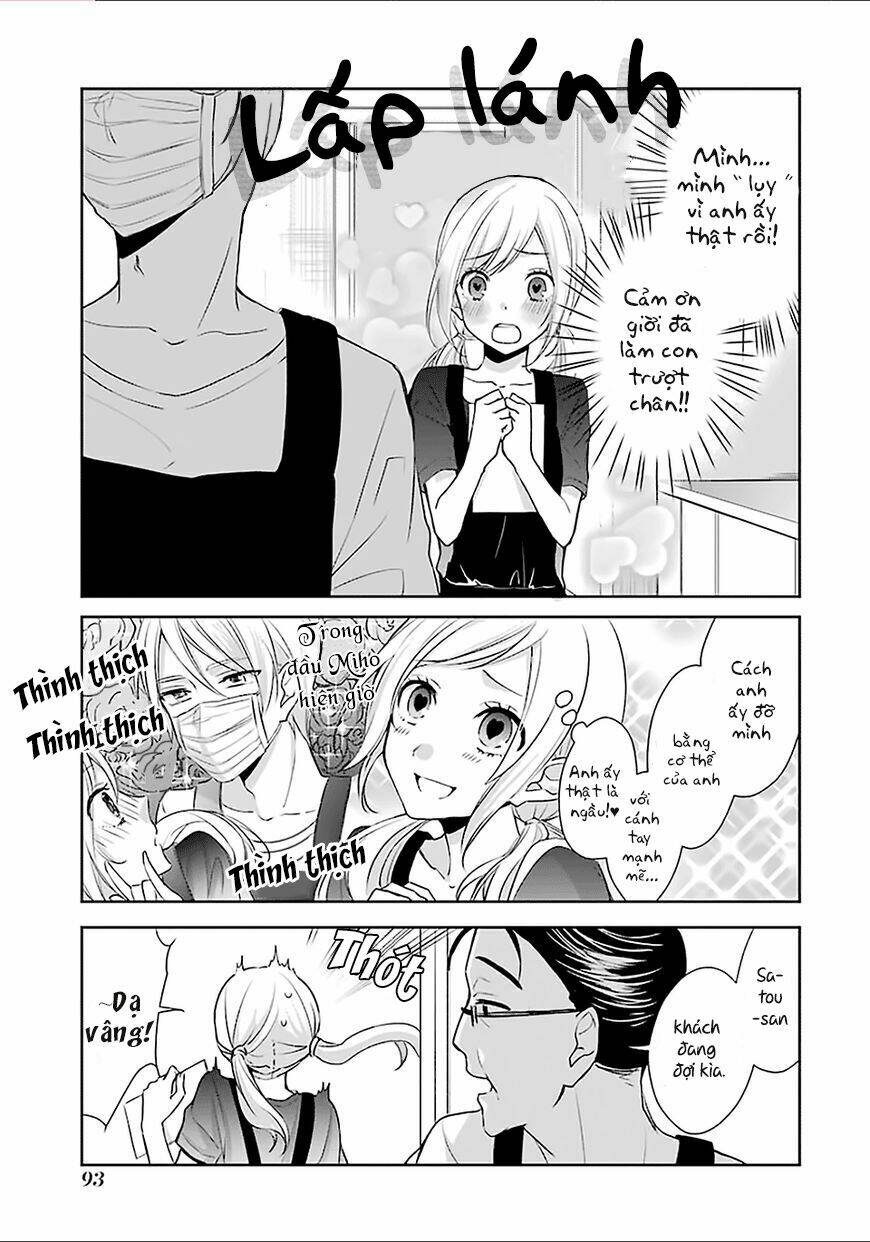 Lấp lánh
Mình...
mình "lụy"
vì anh ấy
thật rồi!
Cảm ơn
giời đã
làm con
trượt
chân!!
Cách
anh
ấy đỡ
mình
bằng cơ thể
của anh
với
cánh
tay
mạnh
mẽ...
Anh ấy
thật là
ngầu!♥
Trong
đầu Miho
hiện giờ
Thình thịch
Thình thịch
Thình thịch
Sa-
tou
-san
khách đang
đợi kìa.
Thót
~Dạ
vâng!
93